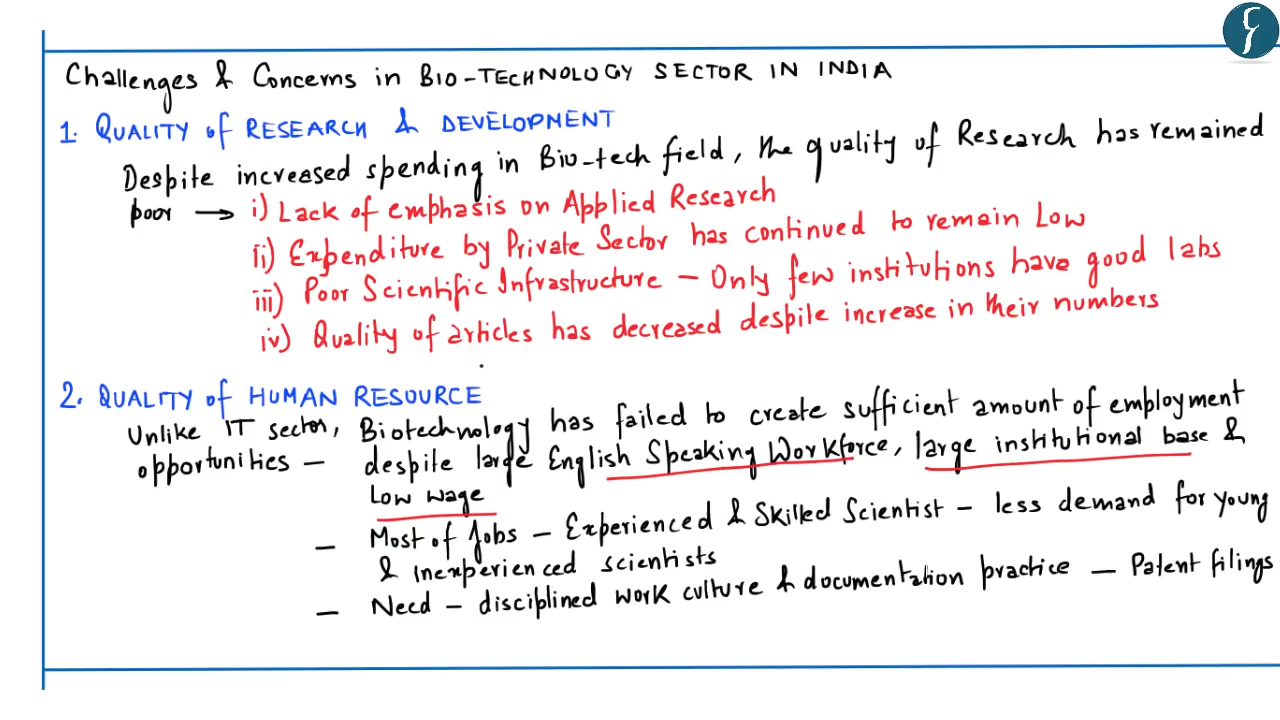 Challenges & Concerns in BIO-TECHNOLOGY SECTOR IN INDIA
1. QUALITY of RESEARCH & DEVELOPMENT
Despite increased spending in Bio-tech field, the quality of Research has remained
poor → i) Lack of emphasis on Applied Research
ii) Expenditure by Private Sector has continued to remain Low
iii) Poor Scientific Infrastructure – Only few institutions have good labs
iv) Quality of articles has decreased despite increase in their numbers
2. QUALITY of HUMAN RESOURCE
Unlike IT sector, Biotechnology has failed to create sufficient amount of employment
opportunities – despite large English Speaking Workforce, large institutional base &
Low wage
– Most of Jobs – Experienced & Skilled Scientist – less demand for young
& Inexperienced scientists
– Need – disciplined work culture & documentation practice – Patent filings